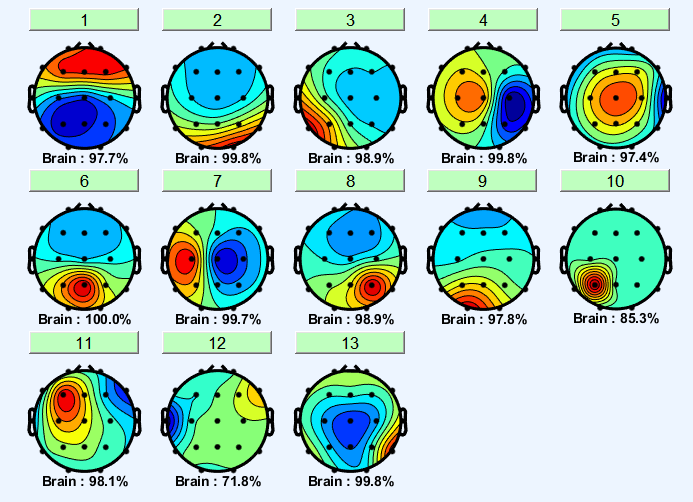 1 2 3 4 5
Brain : 97.7% Brain : 99.8% Brain : 98.9% Brain : 99.8% Brain : 97.4%
6 7 8 9 10
Brain : 100.0% Brain : 99.7% Brain : 98.9% Brain : 97.8% Brain : 85.3%
11 12 13
Brain : 98.1% Brain : 71.8% Brain : 99.8%